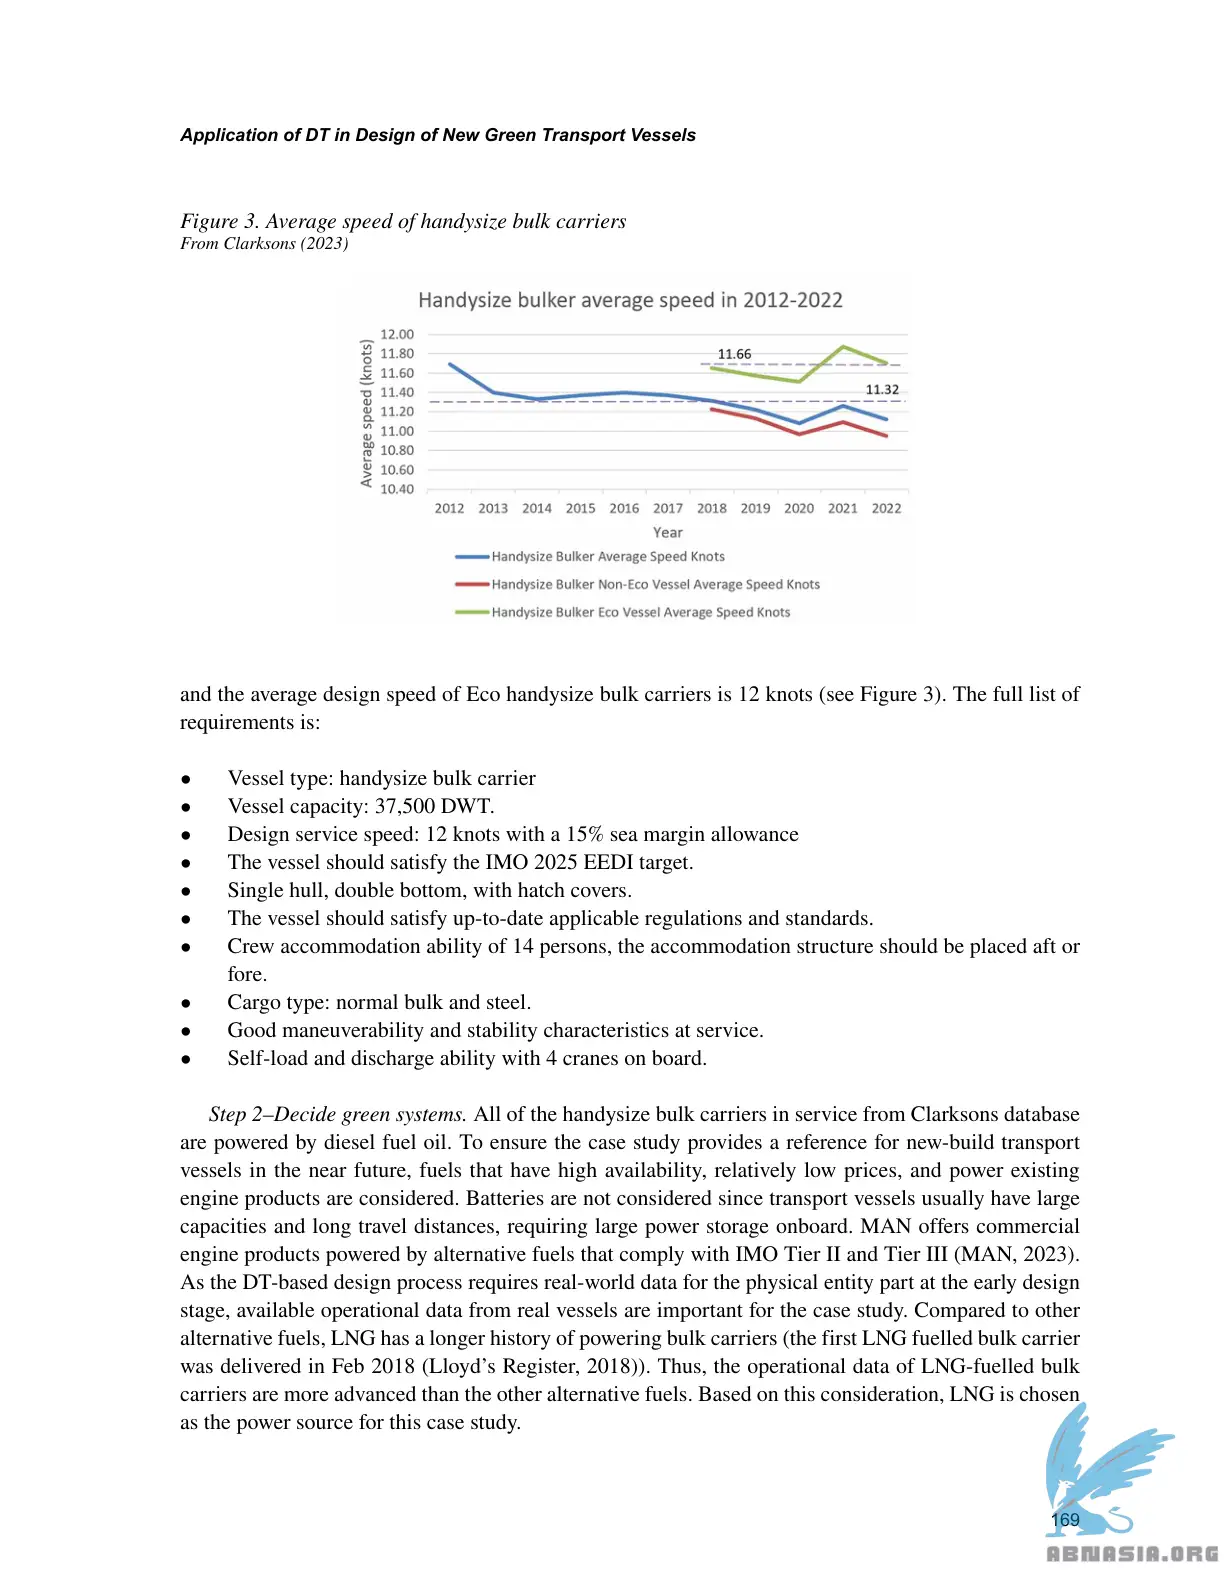 Application of DT in Design of New Green Transport Vessels
Figure 3. Average speed of handysize bulk carriers
From Clarksons (2023)
Handysize bulker average speed in 2012-2022
Average speed (knots)
12.00
11.80
11.60
11.40
11.20
11.00
10.80
10.60
10.40
11.66
11.32
2012 2013 2014 2015 2016 2017 2018 2019 2020 2021 2022
Year
Handysize Bulker Average Speed Knots
Handysize Bulker Non-Eco Vessel Average Speed Knots
Handysize Bulker Eco Vessel Average Speed Knots
and the average design speed of Eco handysize bulk carriers is 12 knots (see Figure 3). The full list of
requirements is:
● Vessel type: handysize bulk carrier
● Vessel capacity: 37,500 DWT.
● Design service speed: 12 knots with a 15% sea margin allowance
● The vessel should satisfy the IMO 2025 EEDI target.
● Single hull, double bottom, with hatch covers.
● The vessel should satisfy up-to-date applicable regulations and standards.
● Crew accommodation ability of 14 persons, the accommodation structure should be placed aft or
fore.
● Cargo type: normal bulk and steel.
● Good maneuverability and stability characteristics at service.
● Self-load and discharge ability with 4 cranes on board.
Step 2–Decide green systems. All of the handysize bulk carriers in service from Clarksons database
are powered by diesel fuel oil. To ensure the case study provides a reference for new-build transport
vessels in the near future, fuels that have high availability, relatively low prices, and power existing
engine products are considered. Batteries are not considered since transport vessels usually have large
capacities and long travel distances, requiring large power storage onboard. MAN offers commercial
engine products powered by alternative fuels that comply with IMO Tier II and Tier III (MAN, 2023).
As the DT-based design process requires real-world data for the physical entity part at the early design
stage, available operational data from real vessels are important for the case study. Compared to other
alternative fuels, LNG has a longer history of powering bulk carriers (the first LNG fuelled bulk carrier
was delivered in Feb 2018 (Lloyd's Register, 2018)). Thus, the operational data of LNG-fuelled bulk
carriers are more advanced than the other alternative fuels. Based on this consideration, LNG is chosen
as the power source for this case study.
169
ABNASIA.ORG